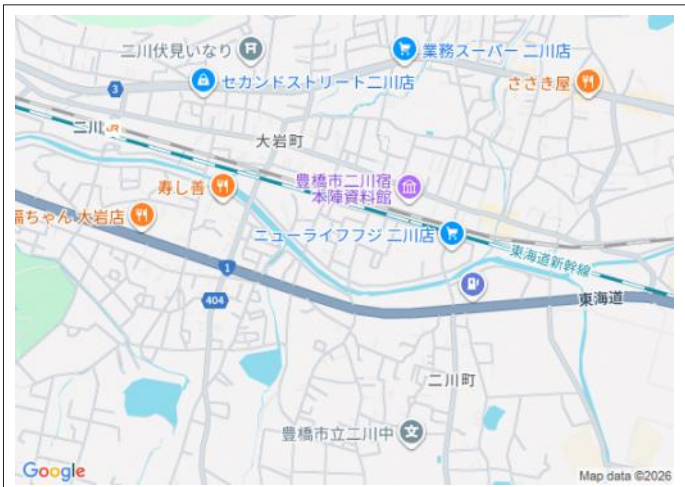 二川伏見いなり
業務スーパー 二川店
3
セカンドストリート二川店
ささき屋
二川 JR
大岩町
寿し善
豊橋市二川宿
本陣資料館
福ちゃん 大岩店
ニューライフフジ 二川店
東海道新幹線
1
404
東海道
二川町
豊橋市立二川中
文
Google
Map data ©2026